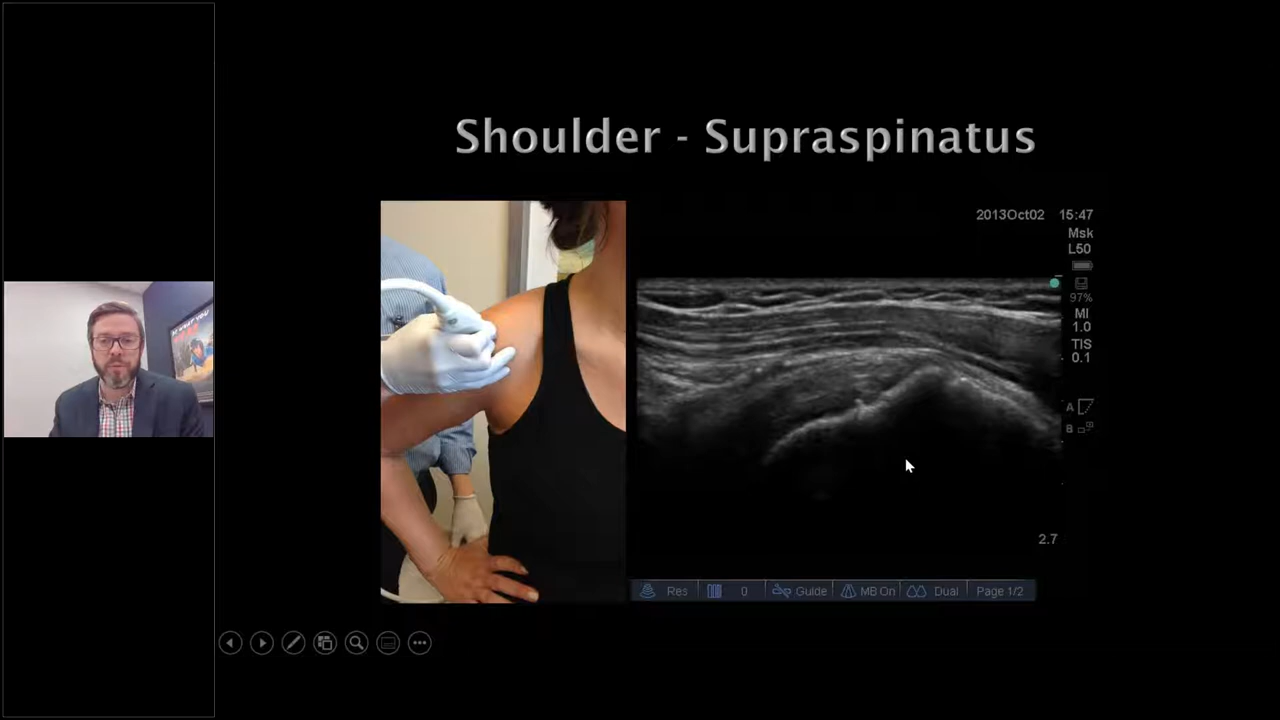 Shoulder - Supraspinatus
2013Oct02 15:47
Msk
L50
97%
MI
1.0
TIS
0.1
A
B
2.7
Res 0 Guide MB On Dual Page 1/2